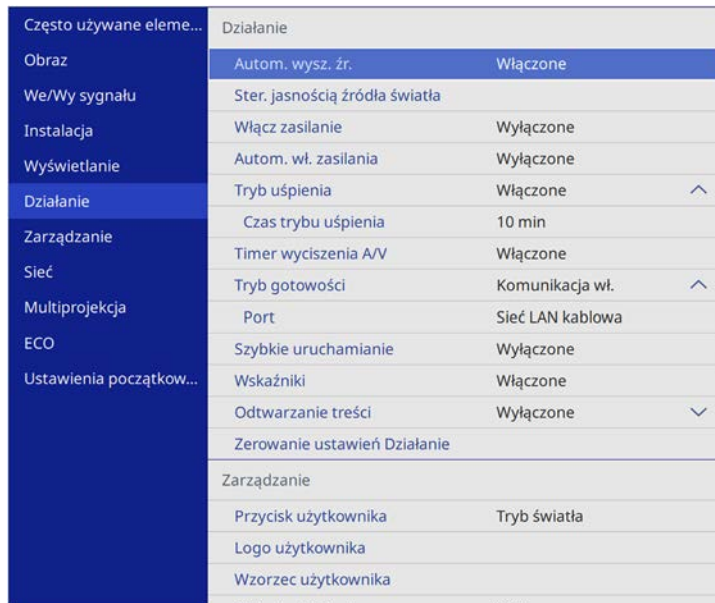 Często używane eleme...
Obraz
We/Wy sygnału
Instalacja
Wyświetlanie
Działanie
Zarządzanie
Sieć
Multiprojekcja
ECO
Ustawienia początkow...
Działanie
Autom. wysz. źr. Włączone
Ster. jasnością źródła światła
Włącz zasilanie Wyłączone
Autom. wł. zasilania Wyłączone
Tryb uśpienia Włączone
Czas trybu uśpienia 10 min
Timer wyciszenia A/V Włączone
Tryb gotowości Komunikacja wł.
Port Sieć LAN kablowa
Szybkie uruchamianie Wyłączone
Wskaźniki Włączone
Odtwarzanie treści Wyłączone
Zerowanie ustawień Działanie
Zarządzanie
Przycisk użytkownika Tryb światła
Logo użytkownika
Wzorzec użytkownika